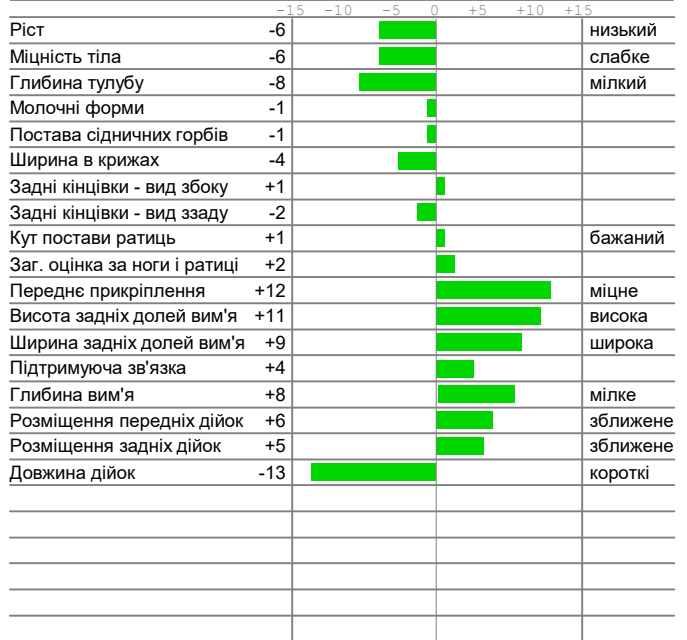 -15 -10 -5 0 +5 +10 +15
Ріст -6 низький
Міцність тіла -6 слабке
Глибина тулубу -8 мілкий
Молочні форми -1
Постава сідничних горбів -1
Ширина в крижах -4
Задні кінцівки - вид збоку +1
Задні кінцівки - вид ззаду -2
Кут постави ратиць +1 бажаний
Заг. оцінка за ноги і ратиці +2
Переднє прикріплення +12 міцне
Висота задніх долей вим'я +11 висока
Ширина задніх долей вим'я +9 широка
Підтримуюча зв'язка +4
Глибина вим'я +8 мілке
Розміщення передніх дійок +6 зближене
Розміщення задніх дійок +5 зближене
Довжина дійок -13 короткі